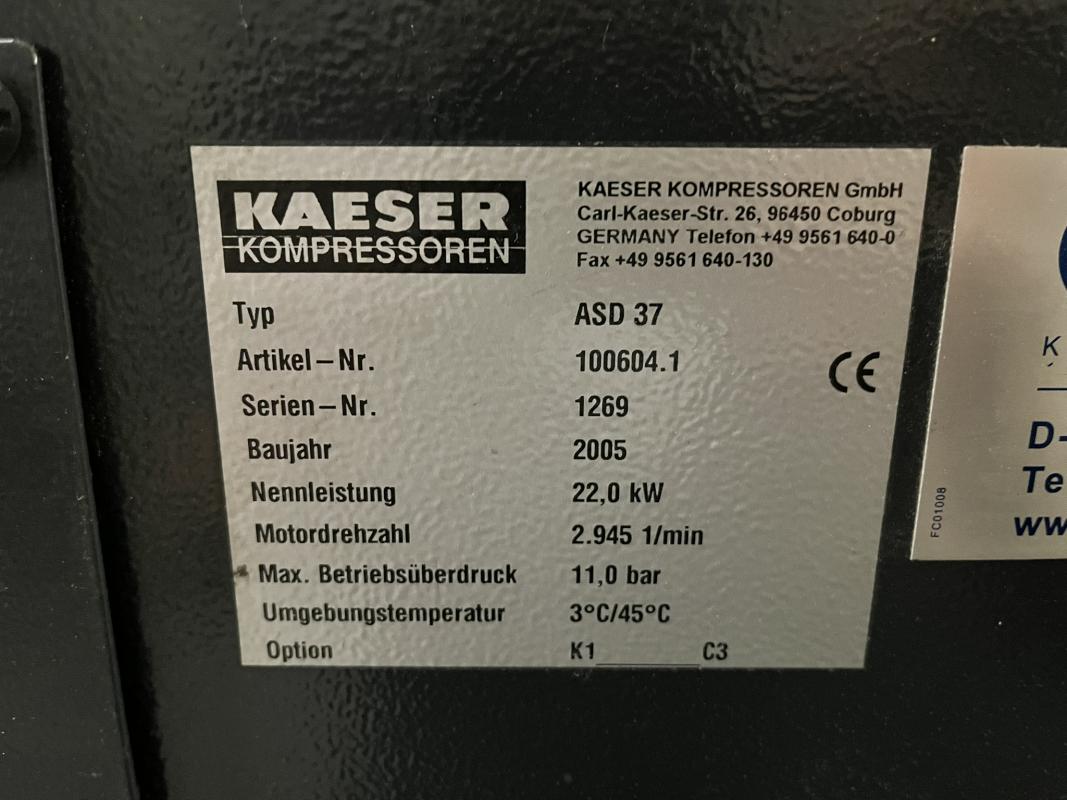 KAESER
KOMPRESSOREN
KAESER KOMPRESSOREN GmbH
Carl-Kaeser-Str. 26, 96450 Coburg
GERMANY Telefon +49 9561 640-0
Fax +49 9561 640-130
Typ ASD 37
Artikel–Nr. 100604.1
CE
Serien–Nr. 1269
Baujahr 2005
Nennleistung 22,0 kW
Motordrehzahl 2.945 1/min
Max. Betriebsüberdruck 11,0 bar
Umgebungstemperatur 3°C/45°C
Option K1________C3
K
D-
Te
ww
FC01008